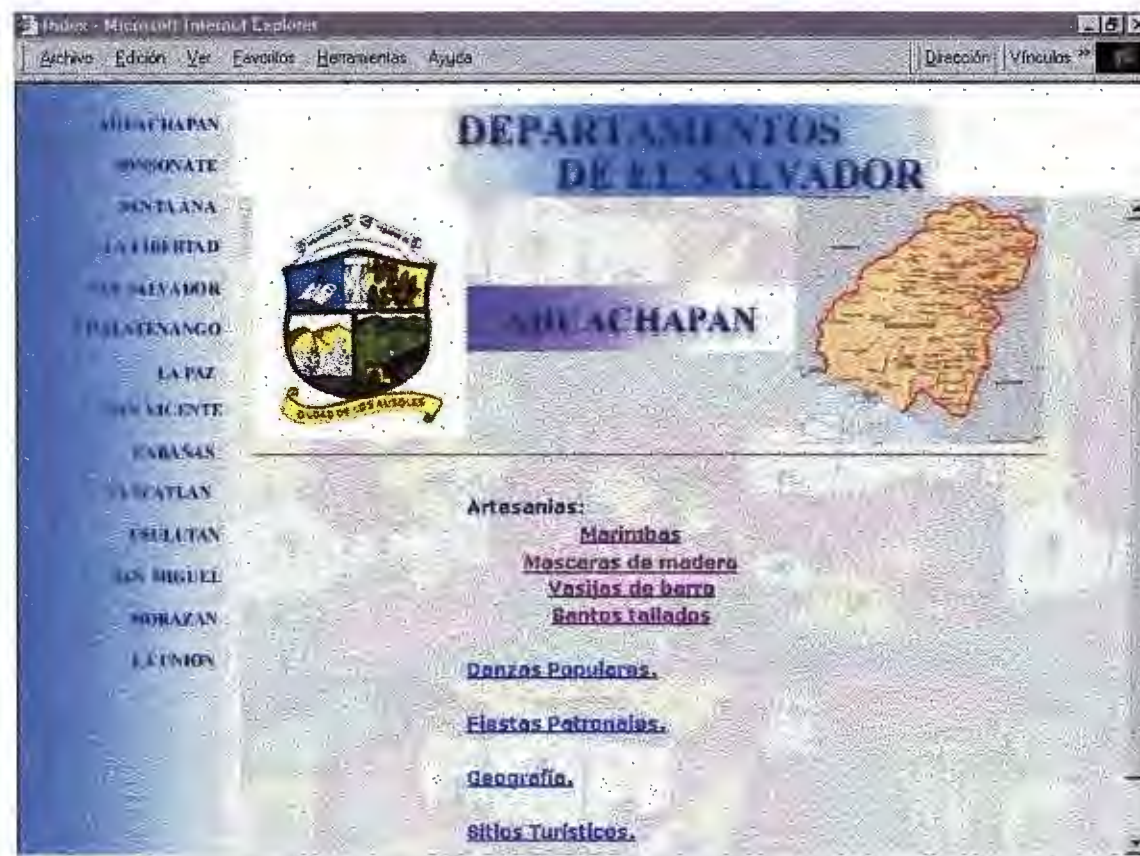 Index - Microsoft Internet Explorer
Archivo Edición Ver Favoritos Herramientas Ayuda Dirección Vínculos »
AHUACHAPAN
SONSONATE
SANTA ANA
LA LIBERTAD
SAN SALVADOR
CHALATENANGO
LA PAZ
SAN VICENTE
CABAÑAS
CUSCATLAN
USULUTAN
SAN MIGUEL
MORAZAN
LA UNION
DEPARTAMENTOS
DE EL SALVADOR
AHUACHAPAN
CIUDAD DE LOS AUSOLES
Artesanias:
Marimbas
Mascaras de madera
Vasijas de barro
Santos tallados
Danzas Populares.
Fiestas Patronales.
Geografía.
Sitios Turísticos.